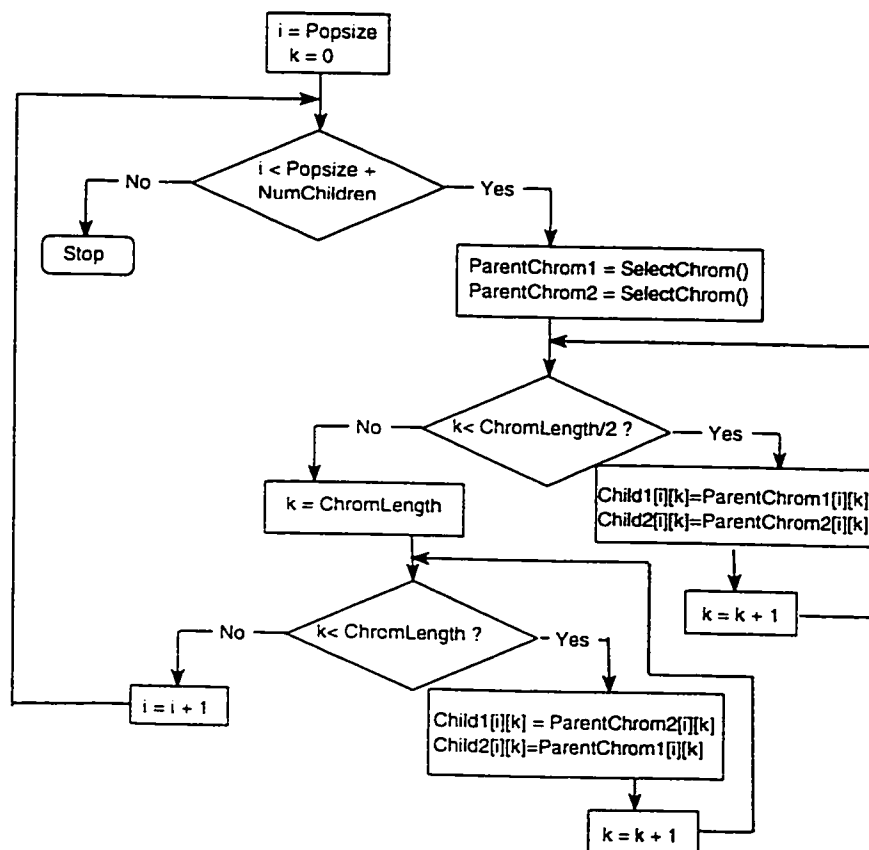 i = Popsize
k = 0
i < Popsize +
NumChildren
No
Yes
Stop
ParentChrom1 = SelectChrom()
ParentChrom2 = SelectChrom()
k< ChromLength/2 ?
No
Yes
k = ChromLength
Child1[i][k]=ParentChrom1[i][k]
Child2[i][k]=ParentChrom2[i][k]
k = k + 1
k< ChromLength ?
No
Yes
i = i + 1
Child1[i][k] = ParentChrom2[i][k]
Child2[i][k]=ParentChrom1[i][k]
k = k + 1